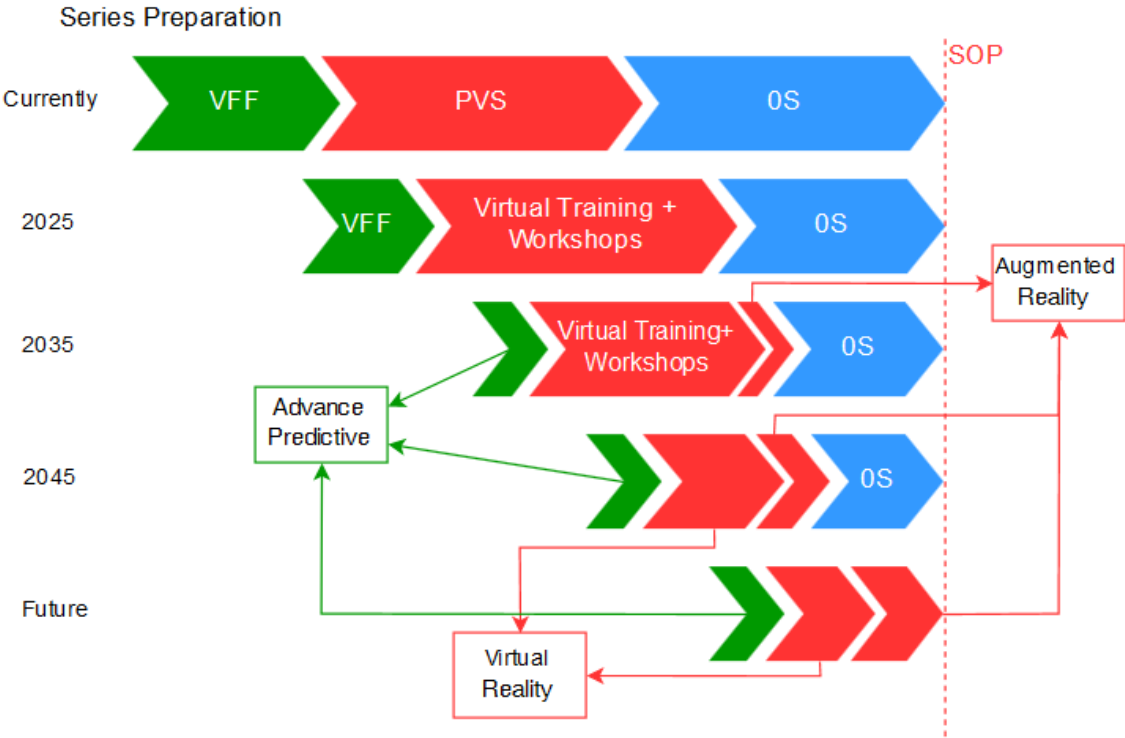 Series Preparation
SOP
Currently
VFF
PVS
0S
2025
VFF
Virtual Training +
Workshops
0S
Augmented
Reality
2035
Virtual Training+
Workshops
0S
Advance
Predictive
2045
0S
Future
Virtual
Reality